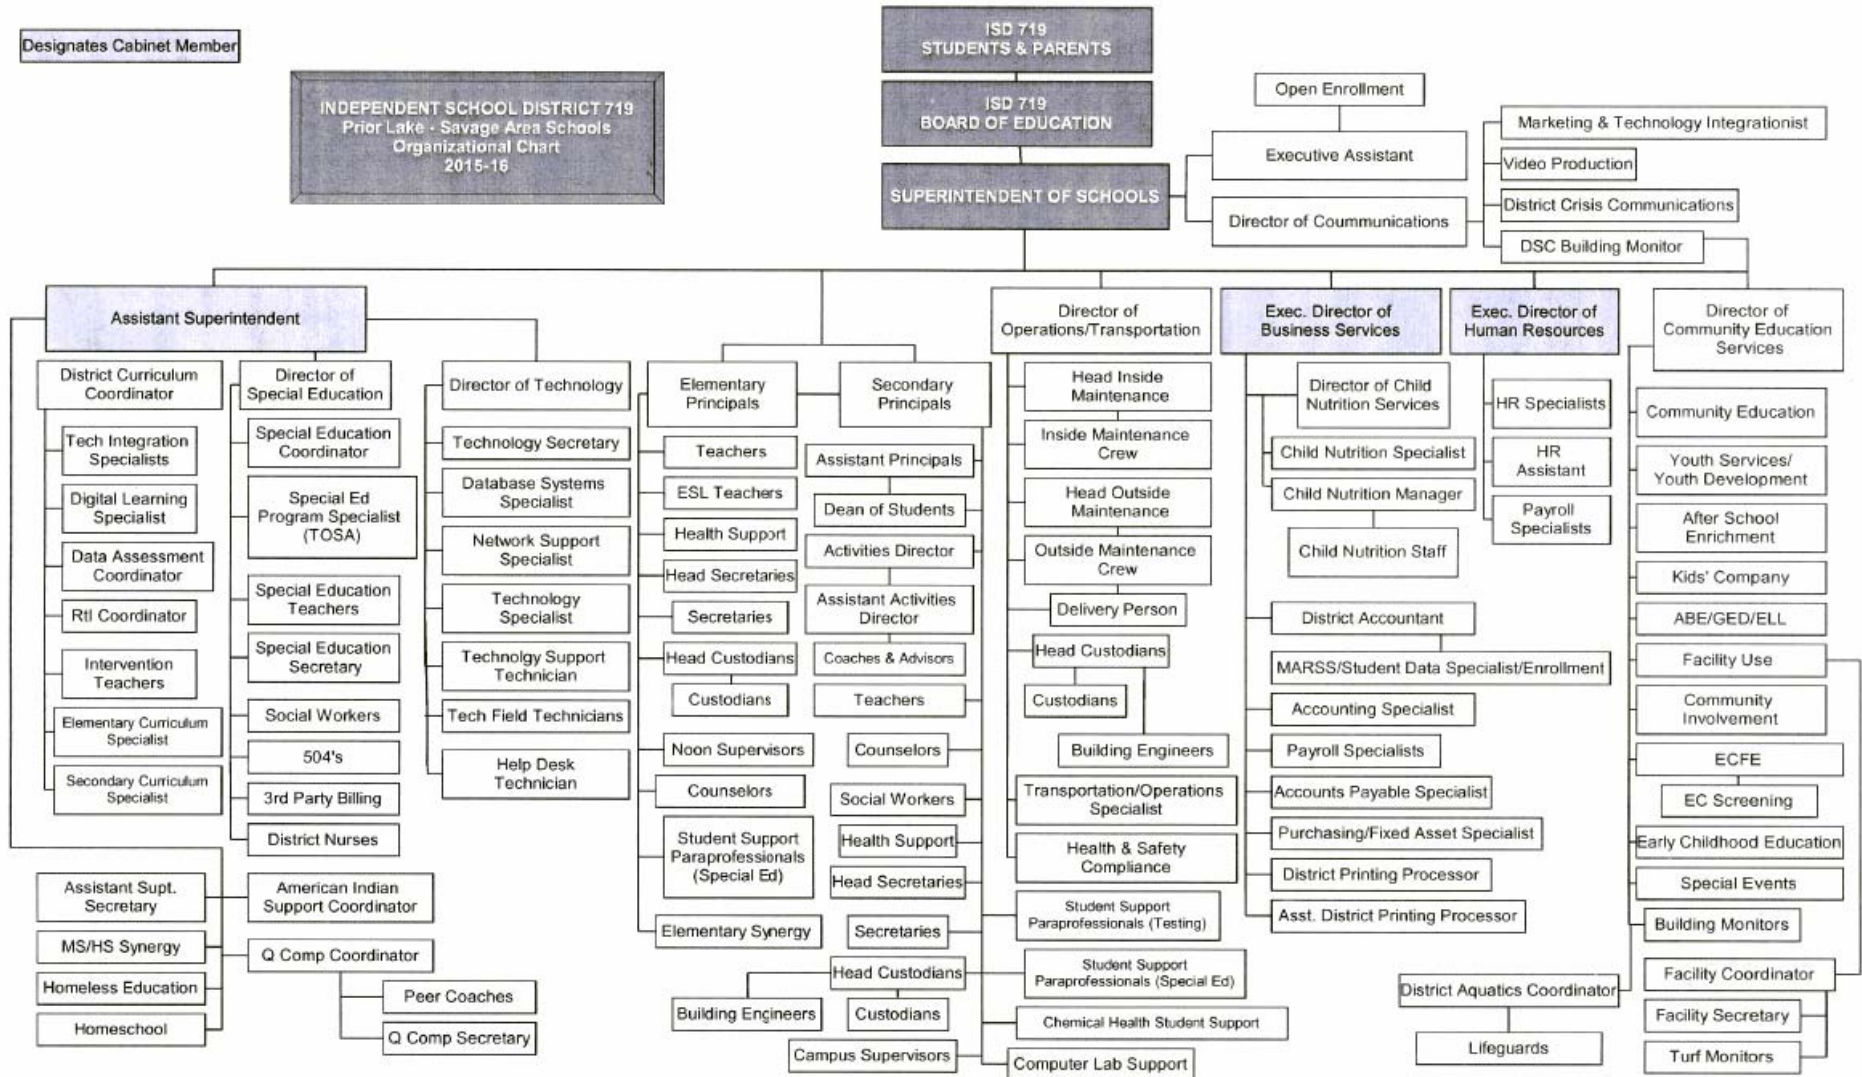 Designates Cabinet Member
INDEPENDENT SCHOOL DISTRICT 719
Prior Lake - Savage Area Schools
Organizational Chart
2015-16
ISD 719
STUDENTS & PARENTS
ISD 719
BOARD OF EDUCATION
SUPERINTENDENT OF SCHOOLS
Open Enrollment
Executive Assistant
Director of Coummunications
Marketing & Technology Integrationist
Video Production
District Crisis Communications
DSC Building Monitor
Assistant Superintendent
District Curriculum
Coordinator
Tech Integration
Specialists
Digital Learning
Specialist
Data Assessment
Coordinator
RtI Coordinator
Intervention
Teachers
Elementary Curriculum
Specialist
Secondary Curriculum
Specialist
Director of
Special Education
Special Education
Coordinator
Special Ed
Program Specialist
(TOSA)
Special Education
Teachers
Special Education
Secretary
Social Workers
504's
3rd Party Billing
District Nurses
Director of Technology
Technology Secretary
Database Systems
Specialist
Network Support
Specialist
Technology
Specialist
Technolgy Support
Technician
Tech Field Technicians
Help Desk
Technician
Assistant Supt.
Secretary
MS/HS Synergy
Homeless Education
Homeschool
American Indian
Support Coordinator
Q Comp Coordinator
Peer Coaches
Q Comp Secretary
Elementary
Principals
Teachers
ESL Teachers
Health Support
Head Secretaries
Secretaries
Head Custodians
Custodians
Noon Supervisors
Counselors
Student Support
Paraprofessionals
(Special Ed)
Elementary Synergy
Secondary
Principals
Assistant Principals
Dean of Students
Activities Director
Assistant Activities
Director
Coaches & Advisors
Teachers
Counselors
Social Workers
Health Support
Head Secretaries
Secretaries
Head Custodians
Building Engineers
Custodians
Campus Supervisors
Student Support
Paraprofessionals (Testing)
Student Support
Paraprofessionals (Special Ed)
Chemical Health Student Support
Computer Lab Support
Director of
Operations/Transportation
Head Inside
Maintenance
Inside Maintenance
Crew
Head Outside
Maintenance
Outside Maintenance
Crew
Delivery Person
Head Custodians
Custodians
Building Engineers
Transportation/Operations
Specialist
Health & Safety
Compliance
Exec. Director of
Business Services
Director of Child
Nutrition Services
Child Nutrition Specialist
Child Nutrition Manager
Child Nutrition Staff
District Accountant
MARSS/Student Data Specialist/Enrollment
Accounting Specialist
Payroll Specialists
Accounts Payable Specialist
Purchasing/Fixed Asset Specialist
District Printing Processor
Asst. District Printing Processor
Exec. Director of
Human Resources
HR Specialists
HR
Assistant
Payroll
Specialists
Director of
Community Education
Services
Community Education
Youth Services/
Youth Development
After School
Enrichment
Kids' Company
ABE/GED/ELL
Facility Use
Community
Involvement
ECFE
EC Screening
Early Childhood Education
Special Events
Building Monitors
Facility Coordinator
Facility Secretary
Turf Monitors
District Aquatics Coordinator
Lifeguards